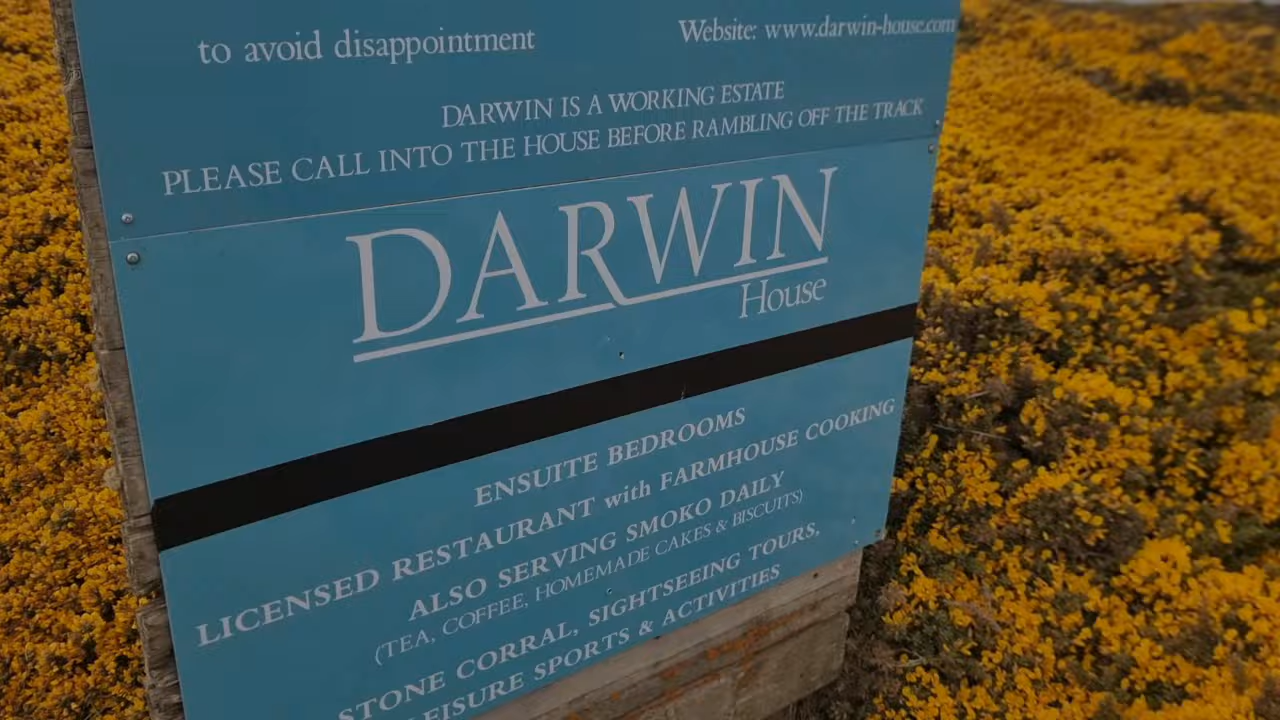 to avoid disappointment
Website: www.darwin-house.com
DARWIN IS A WORKING ESTATE
PLEASE CALL INTO THE HOUSE BEFORE RAMBLING OFF THE TRACK
DARWIN
House
ENSUITE BEDROOMS
LICENSED RESTAURANT with FARMHOUSE COOKING
ALSO SERVING SMOKO DAILY
(TEA, COFFEE, HOMEMADE CAKES & BISCUITS)
STONE CORRAL, SIGHTSEEING TOURS,
LEISURE SPORTS & ACTIVITIES